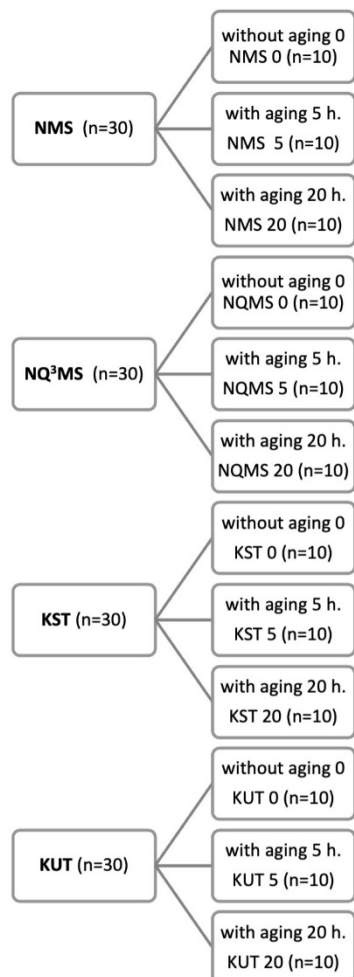 without aging 0
NMS 0 (n=10)
NMS (n=30)
with aging 5 h.
NMS 5 (n=10)
with aging 20 h.
NMS 20 (n=10)
without aging 0
NQMS 0 (n=10)
NQ³MS (n=30)
with aging 5 h.
NQMS 5 (n=10)
with aging 20 h.
NQMS 20 (n=10)
without aging 0
KST 0 (n=10)
KST (n=30)
with aging 5 h.
KST 5 (n=10)
with aging 20 h.
KST 20 (n=10)
without aging 0
KUT 0 (n=10)
KUT (n=30)
with aging 5 h.
KUT 5 (n=10)
with aging 20 h.
KUT 20 (n=10)